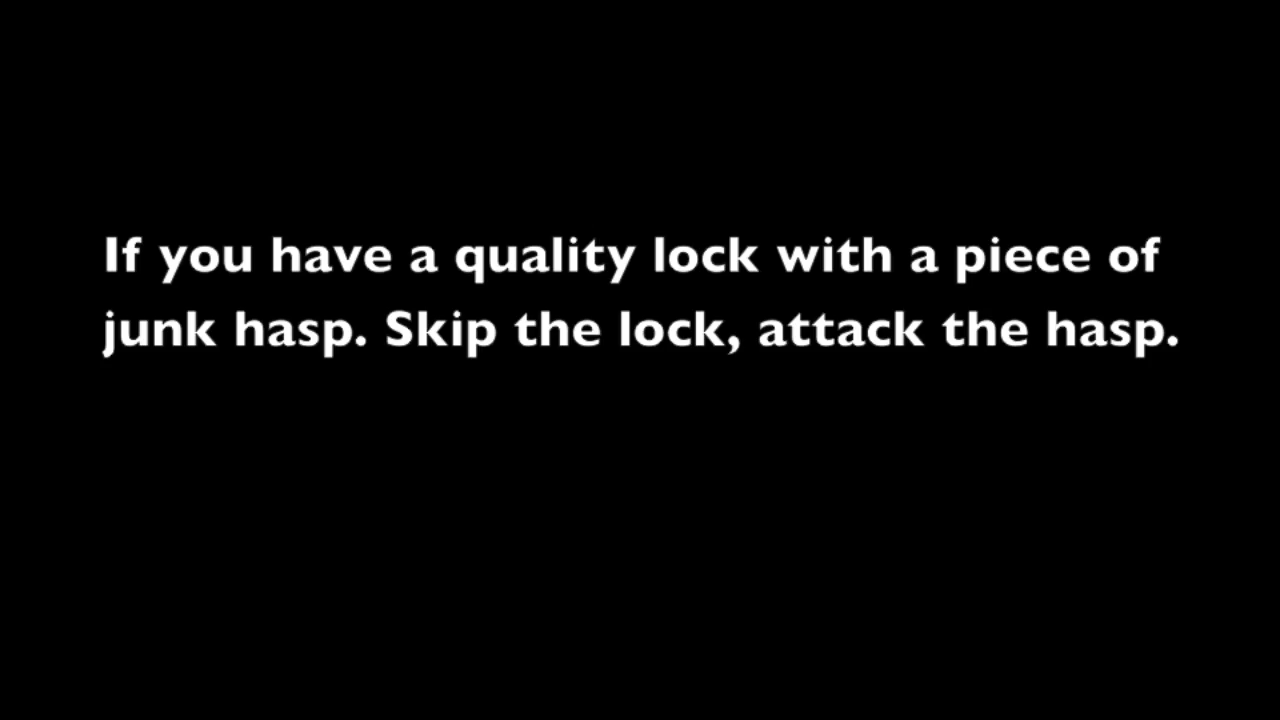 If you have a quality lock with a piece of
junk hasp. Skip the lock, attack the hasp.